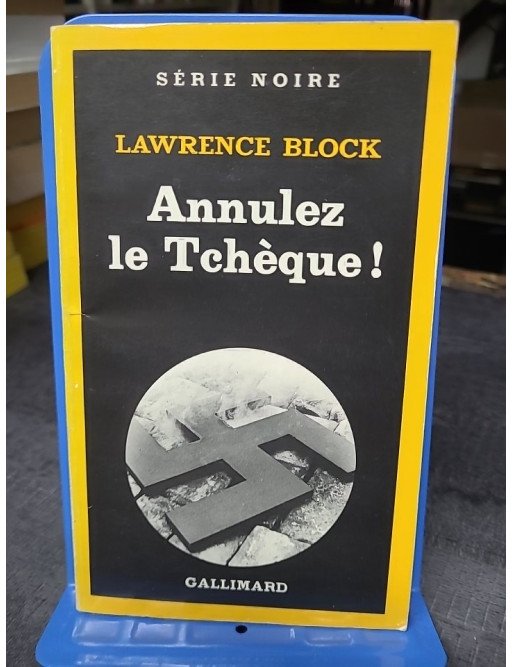 SÉRIE NOIRE
LAWRENCE BLOCK
Annulez
le Tchèque !
GALLIMARD